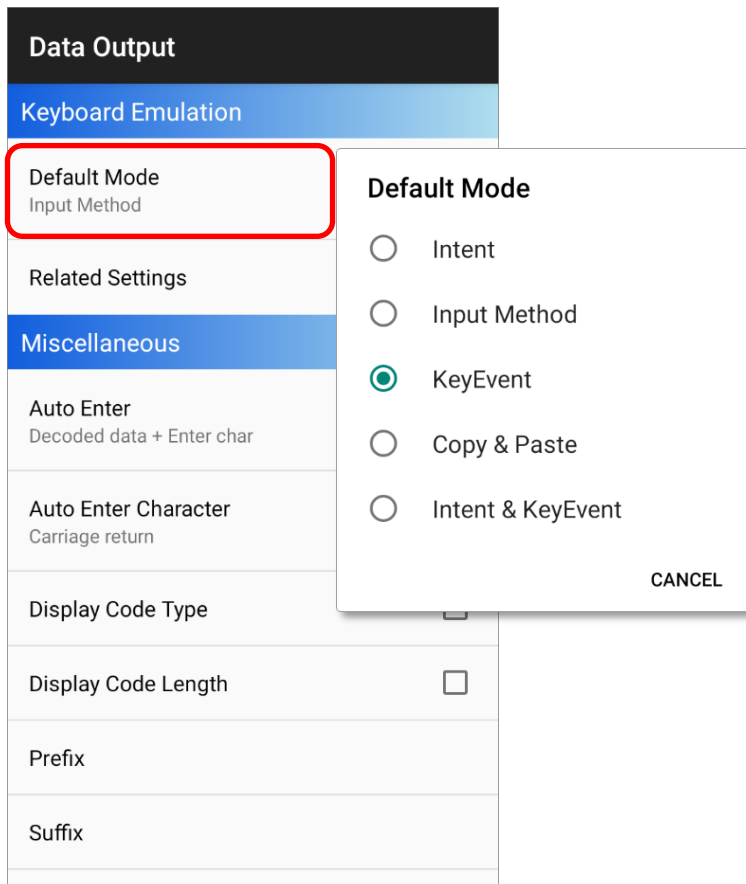 Data Output
Keyboard Emulation
Default Mode
Input Method
Related Settings
Miscellaneous
Auto Enter
Decoded data + Enter char
Auto Enter Character
Carriage return
Display Code Type
Display Code Length
Prefix
Suffix
Default Mode
Intent
Input Method
KeyEvent
Copy & Paste
Intent & KeyEvent
CANCEL